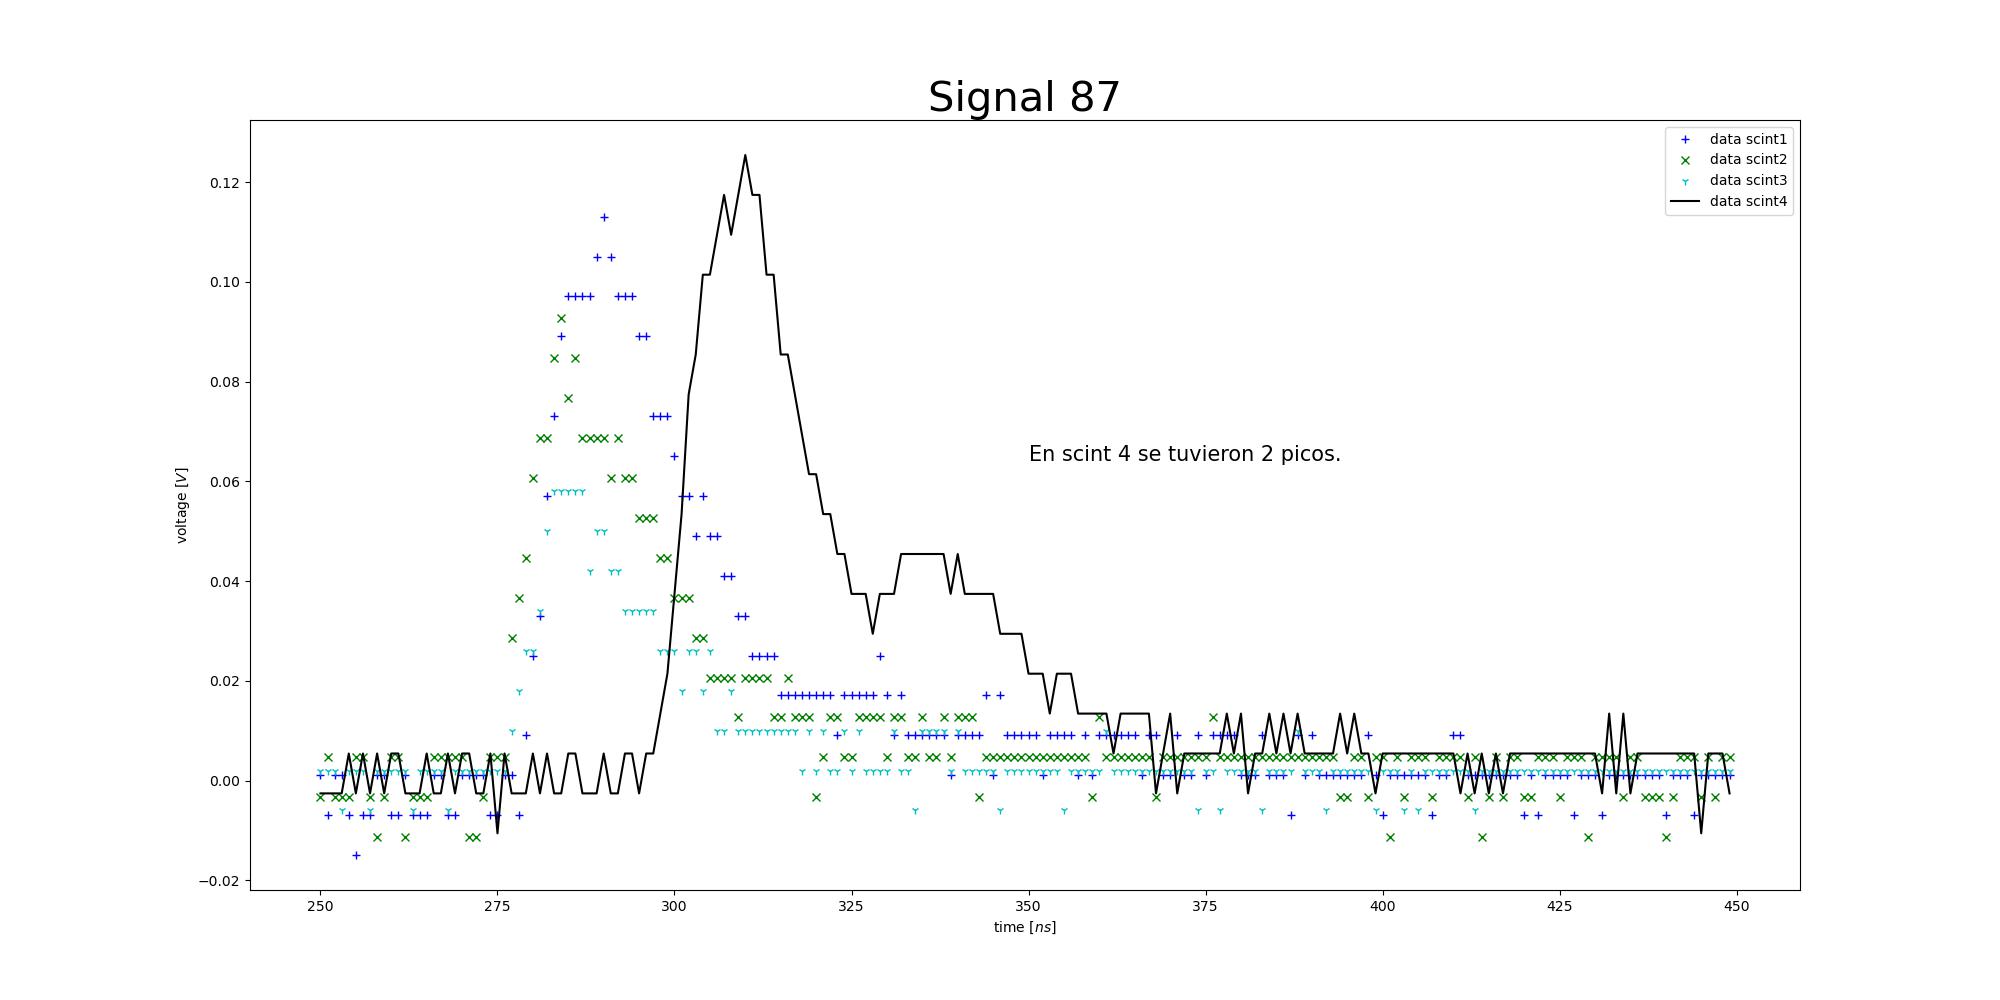 Signal 87
data scint1
data scint2
data scint3
data scint4
En scint 4 se tuvieron 2 picos.
voltage [V]
0.12
0.10
0.08
0.06
0.04
0.02
0.00
−0.02
250 275 300 325 350 375 400 425 450
time [ns]